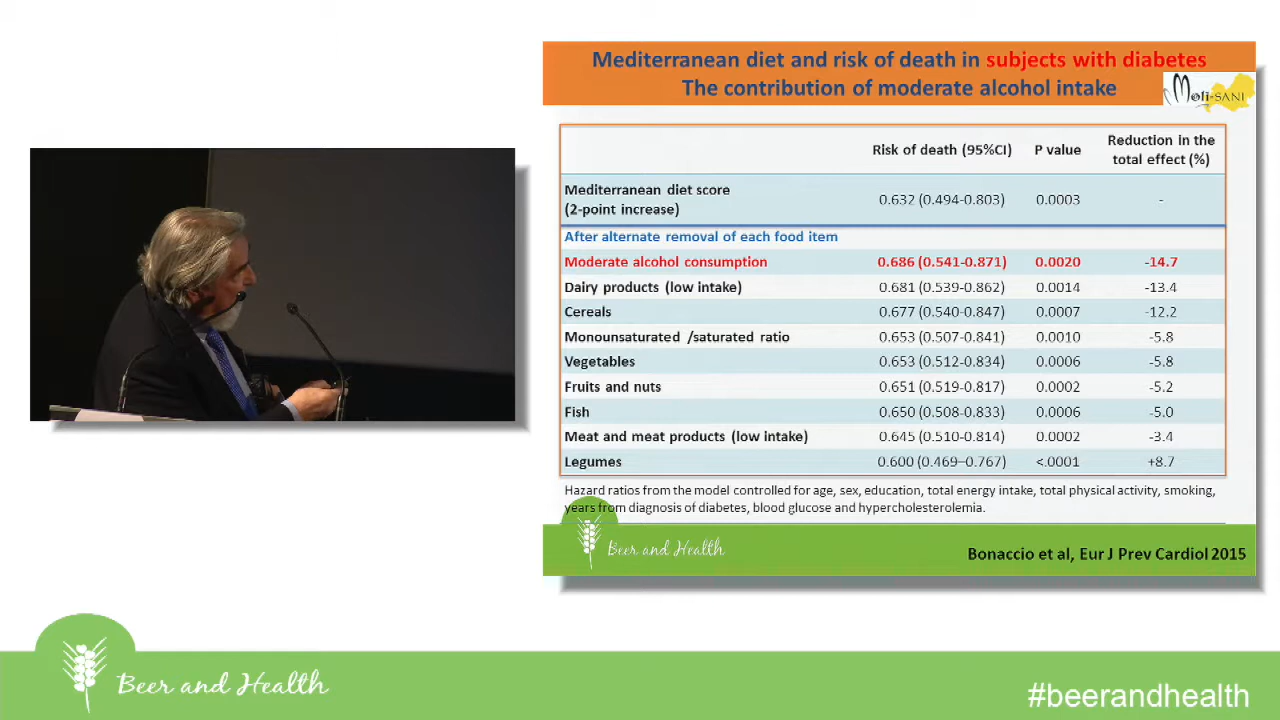 Mediterranean diet and risk of death in subjects with diabetes
The contribution of moderate alcohol intake
Moli-SANI
Risk of death (95%CI) P value Reduction in the total effect (%)
Mediterranean diet score (2-point increase) 0.632 (0.494-0.803) 0.0003 -
After alternate removal of each food item
Moderate alcohol consumption 0.686 (0.541-0.871) 0.0020 -14.7
Dairy products (low intake) 0.681 (0.539-0.862) 0.0014 -13.4
Cereals 0.677 (0.540-0.847) 0.0007 -12.2
Monounsaturated /saturated ratio 0.653 (0.507-0.841) 0.0010 -5.8
Vegetables 0.653 (0.512-0.834) 0.0006 -5.8
Fruits and nuts 0.651 (0.519-0.817) 0.0002 -5.2
Fish 0.650 (0.508-0.833) 0.0006 -5.0
Meat and meat products (low intake) 0.645 (0.510-0.814) 0.0002 -3.4
Legumes 0.600 (0.469–0.767) <.0001 +8.7
Hazard ratios from the model controlled for age, sex, education, total energy intake, total physical activity, smoking,
years from diagnosis of diabetes, blood glucose and hypercholesterolemia.
Beer and Health
Bonaccio et al, Eur J Prev Cardiol 2015
Beer and Health
#beerandhealth